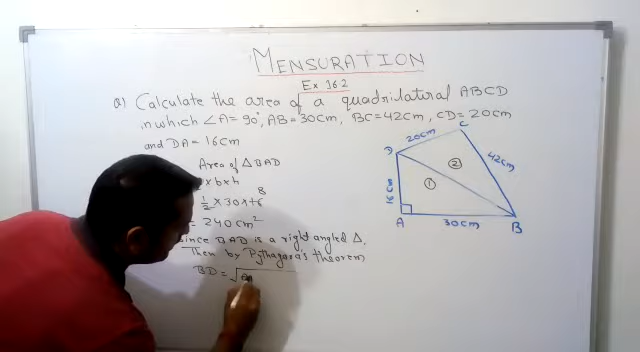 MENSURATION
Ex 16.2
Q) Calculate the area of a quadrilateral ABCD
in which ∠A = 90°, AB = 30cm, BC = 42cm, CD = 20cm
and DA = 16cm
Area of △BAD
× b × h
1/2 × 30 × 16 8
= 240 cm²
Since BAD is a right angled △.
Then by Pythagora's theorem
BD = √
20cm
C
D
②
42cm
①
16cm
A
30cm
B